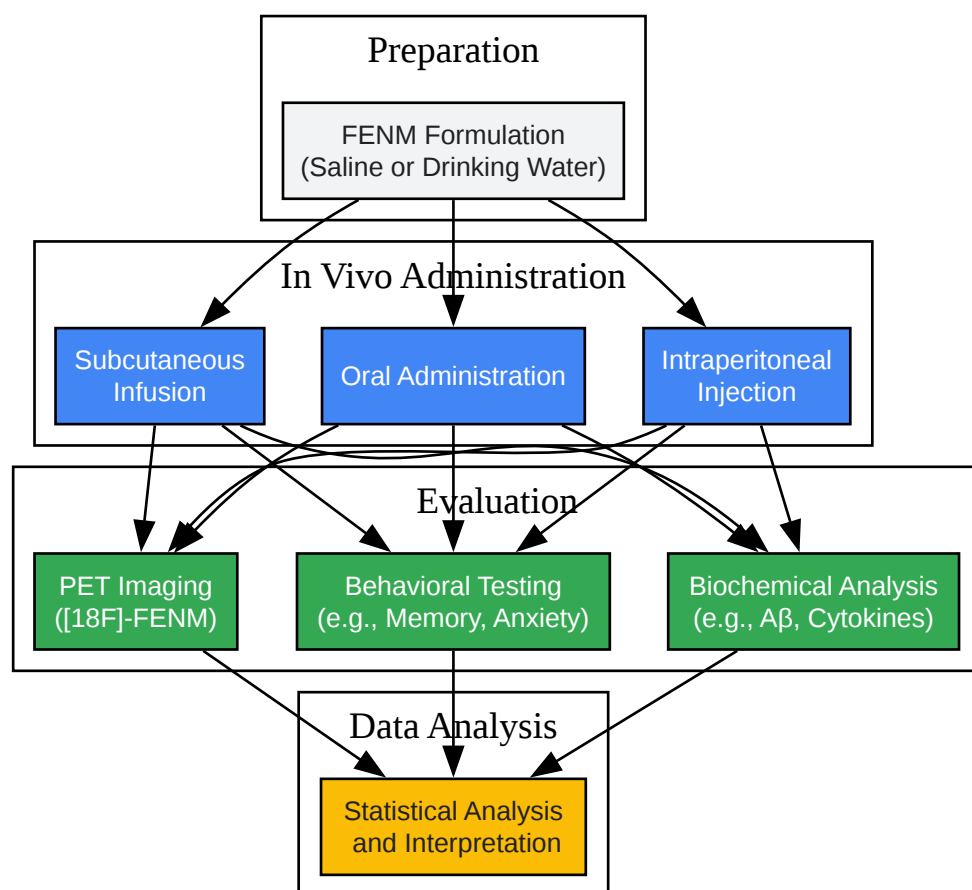 Preparation
FENM Formulation
(Saline or Drinking Water)
In Vivo Administration
Subcutaneous
Infusion
Oral Administration
Intraperitoneal
Injection
Evaluation
PET Imaging
([18F]-FENM)
Behavioral Testing
(e.g., Memory, Anxiety)
Biochemical Analysis
(e.g., Aβ, Cytokines)
Data Analysis
Statistical Analysis
and Interpretation